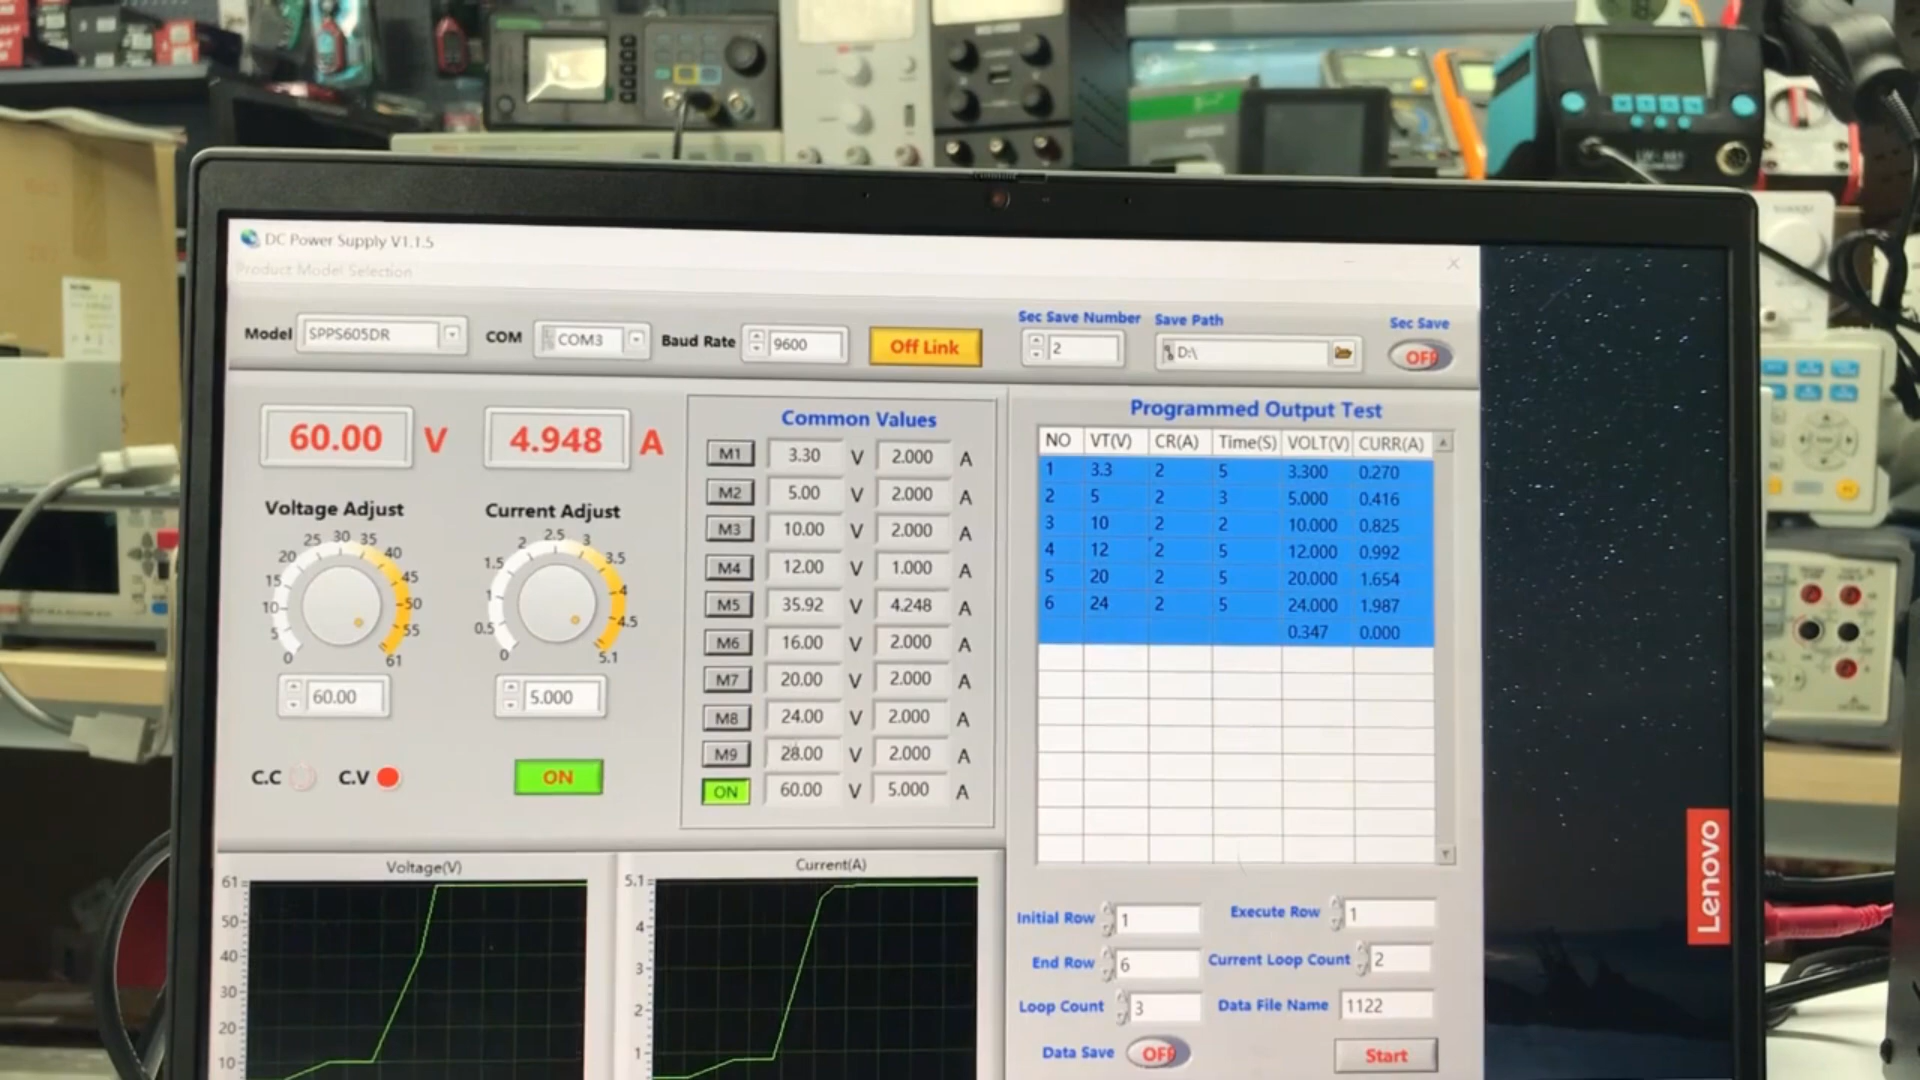 DC Power Supply V1.1.5
Product Model Selection
Model SPPS605DR COM COM3 Baud Rate 9600 Off Link
Sec Save Number 2 Save Path D:\ Sec Save OFF
60.00 V 4.948 A
Voltage Adjust
0 5 10 15 20 25 30 35 40 45 50 55 61
60.00
Current Adjust
0 0.5 1 1.5 2 2.5 3 3.5 4 4.5 5.1
5.000
C.C C.V ON
Common Values
M1 3.30 V 2.000 A
M2 5.00 V 2.000 A
M3 10.00 V 2.000 A
M4 12.00 V 1.000 A
M5 35.92 V 4.248 A
M6 16.00 V 2.000 A
M7 20.00 V 2.000 A
M8 24.00 V 2.000 A
M9 28.00 V 2.000 A
ON 60.00 V 5.000 A
Programmed Output Test
NO VT(V) CR(A) Time(S) VOLT(V) CURR(A)
1 3.3 2 5 3.300 0.270
2 5 2 3 5.000 0.416
3 10 2 2 10.000 0.825
4 12 2 5 12.000 0.992
5 20 2 5 20.000 1.654
6 24 2 5 24.000 1.987
0.347 0.000
Voltage(V)
61
50
40
30
20
10
Current(A)
5.1
4
3
2
1
Initial Row 1 Execute Row 1
End Row 6 Current Loop Count 2
Loop Count 3 Data File Name 1122
Data Save OFF Start
Lenovo